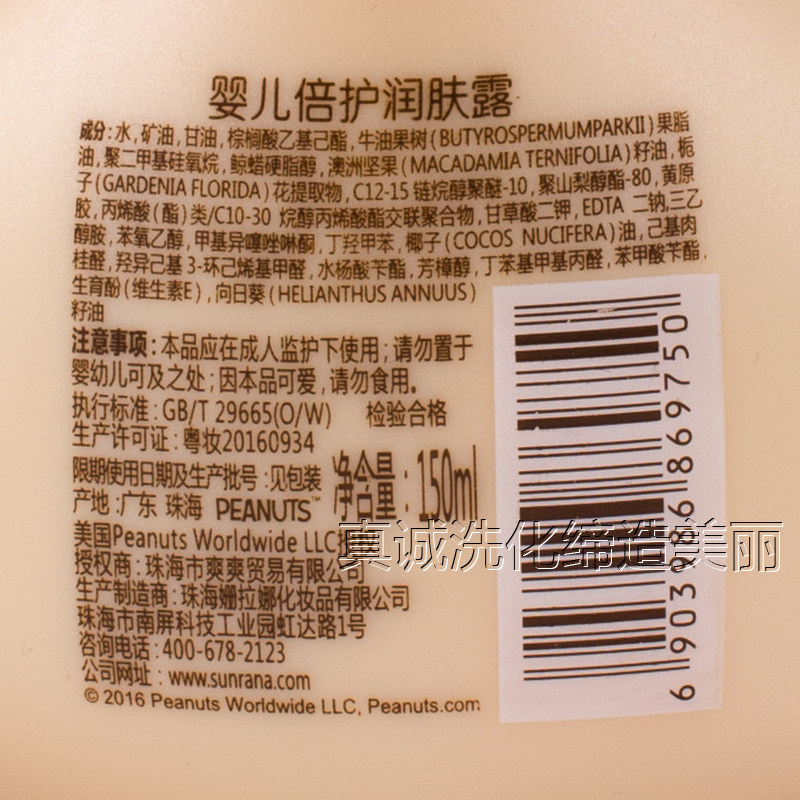 婴儿倍护润肤露
成分:水,矿油,甘油,棕榈酸乙基己酯,牛油果树(BUTYROSPERMUMPARKII)果脂
油,聚二甲基硅氧烷,鲸蜡硬脂醇,澳洲坚果(MACADAMIA TERNIFOLIA)籽油,栀
子(GARDENIA FLORIDA)花提取物,C12-15 链烷醇聚醚-10,聚山梨醇酯-80,黄原
胶,丙烯酸(酯)类/C10-30 烷醇丙烯酸酯交联聚合物,甘草酸二钾,EDTA 二钠,三乙
醇胺,苯氧乙醇,甲基异噻唑啉酮,丁羟甲苯,椰子(COCOS NUCIFERA)油,己基肉
桂醛,羟异己基3-环己烯基甲醛,水杨酸苄酯,芳樟醇,丁苯基甲基丙醛,苯甲酸苄酯,
生育酚(维生素E),向日葵(HELIANTHUS ANNUUS)
籽油
注意事项:本品应在成人监护下使用;请勿置于
婴幼儿可及之处;因本品可爱,请勿食用。
执行标准:GB/T 29665(O/W) 检验合格
生产许可证:粤妆20160934
限期使用日期及生产批号:见包装
净含量:150ml
产地:广东 珠海 PEANUTS™
美国Peanuts Worldwide LLC
授权商:珠海市爽爽贸易有限公司
生产制造商:珠海姗拉娜化妆品有限公司
珠海市南屏科技工业园虹达路1号
咨询电话:400-678-2123
公司网址:www.sunrana.com
© 2016 Peanuts Worldwide LLC, Peanuts.com
6903986869750
真诚洗化缔造美丽